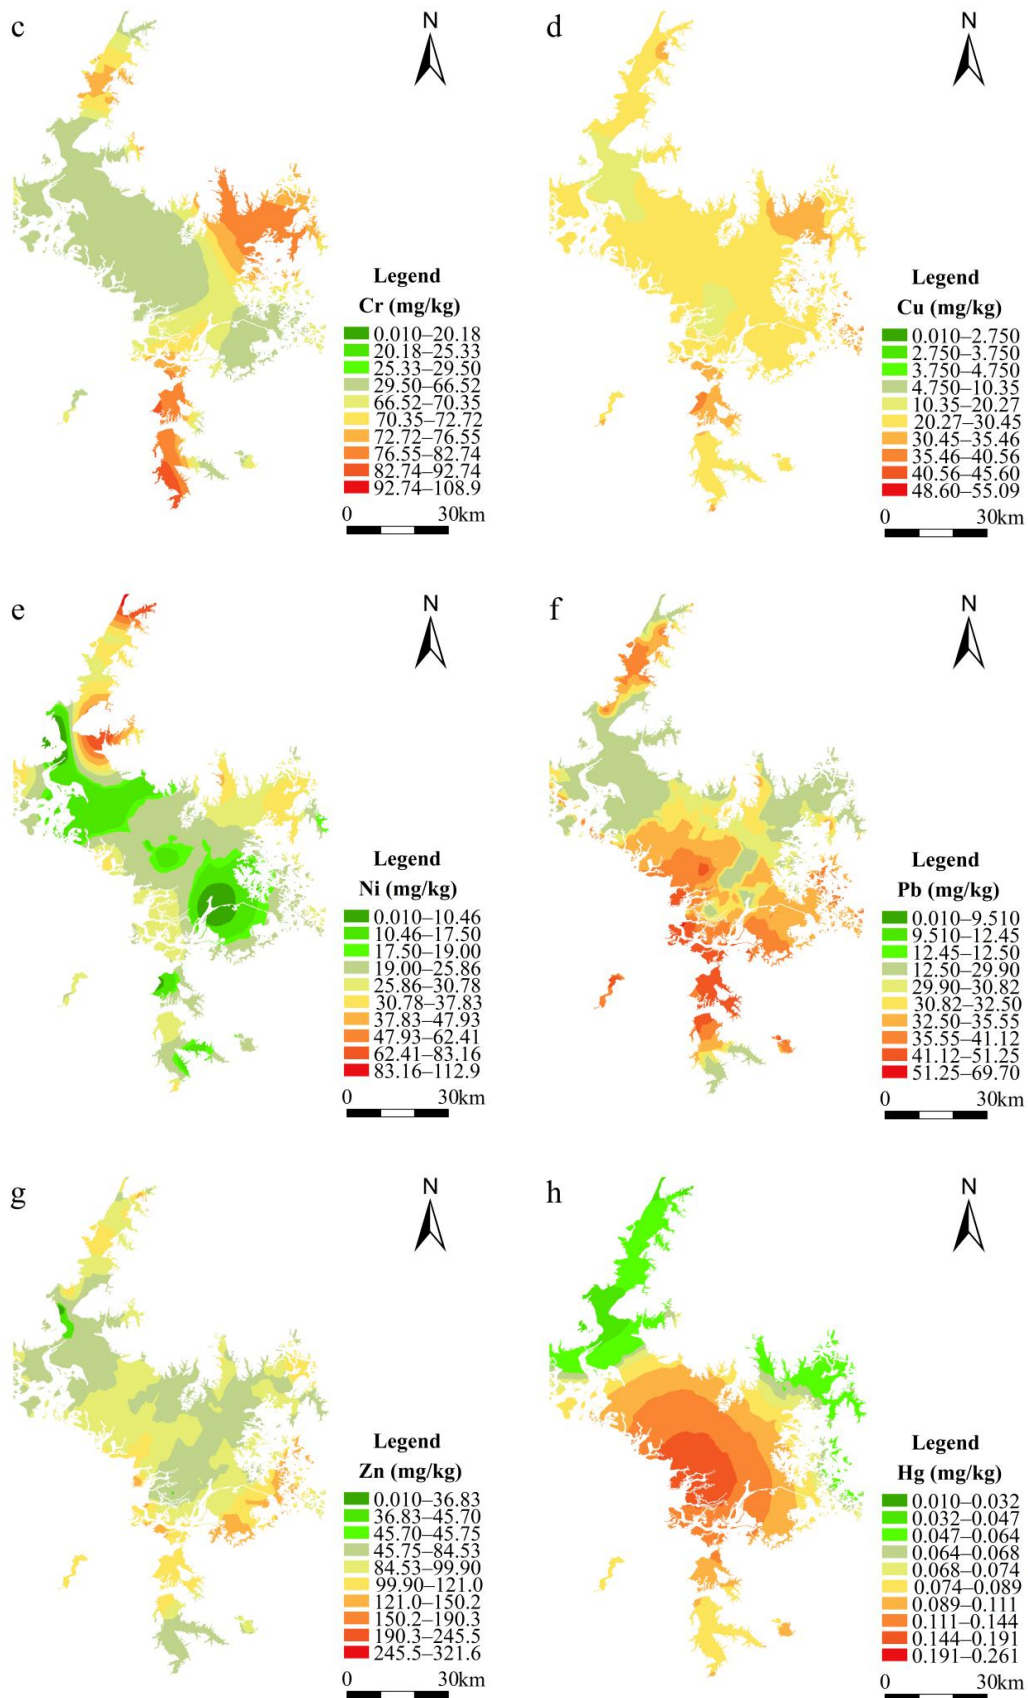 c
N
Legend
Cr (mg/kg)
0.010–20.18
20.18–25.33
25.33–29.50
29.50–66.52
66.52–70.35
70.35–72.72
72.72–76.55
76.55–82.74
82.74–92.74
92.74–108.9
0 30km
d
N
Legend
Cu (mg/kg)
0.010–2.750
2.750–3.750
3.750–4.750
4.750–10.35
10.35–20.27
20.27–30.45
30.45–35.46
35.46–40.56
40.56–45.60
48.60–55.09
0 30km
e
N
Legend
Ni (mg/kg)
0.010–10.46
10.46–17.50
17.50–19.00
19.00–25.86
25.86–30.78
30.78–37.83
37.83–47.93
47.93–62.41
62.41–83.16
83.16–112.9
0 30km
f
N
Legend
Pb (mg/kg)
0.010–9.510
9.510–12.45
12.45–12.50
12.50–29.90
29.90–30.82
30.82–32.50
32.50–35.55
35.55–41.12
41.12–51.25
51.25–69.70
0 30km
g
N
Legend
Zn (mg/kg)
0.010–36.83
36.83–45.70
45.70–45.75
45.75–84.53
84.53–99.90
99.90–121.0
121.0–150.2
150.2–190.3
190.3–245.5
245.5–321.6
0 30km
h
N
Legend
Hg (mg/kg)
0.010–0.032
0.032–0.047
0.047–0.064
0.064–0.068
0.068–0.074
0.074–0.089
0.089–0.111
0.111–0.144
0.144–0.191
0.191–0.261
0 30km